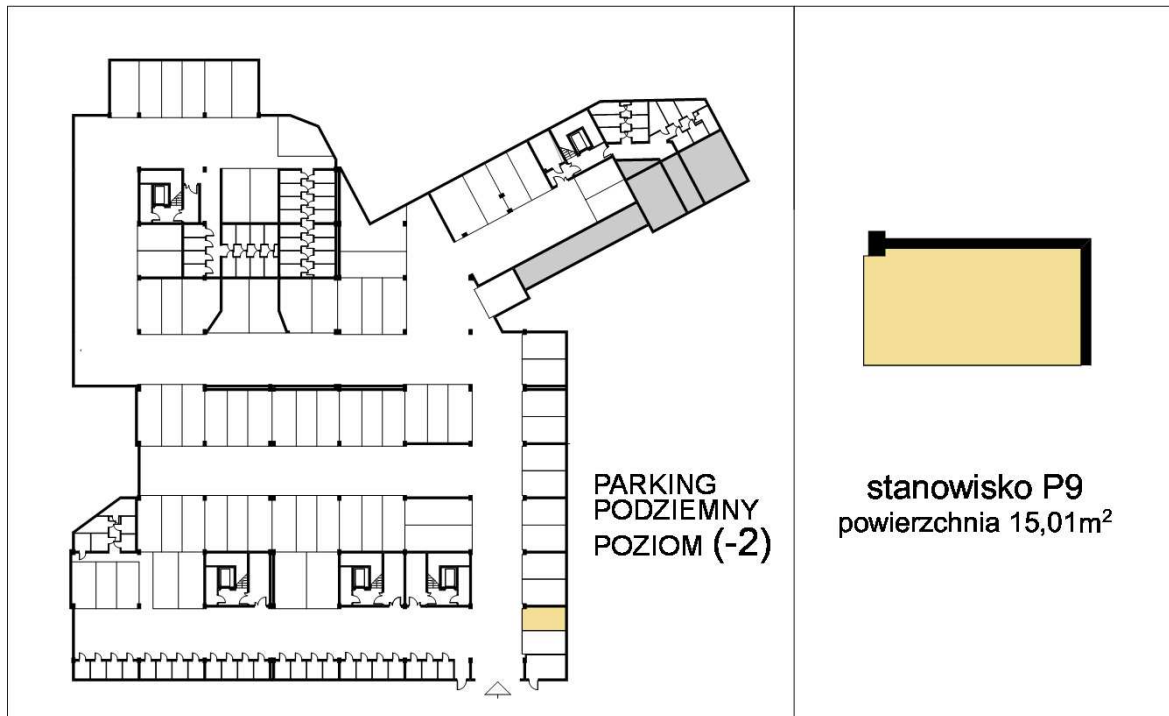 PARKING
PODZIEMNY
POZIOM (-2)
stanowisko P9
powierzchnia 15,01m²